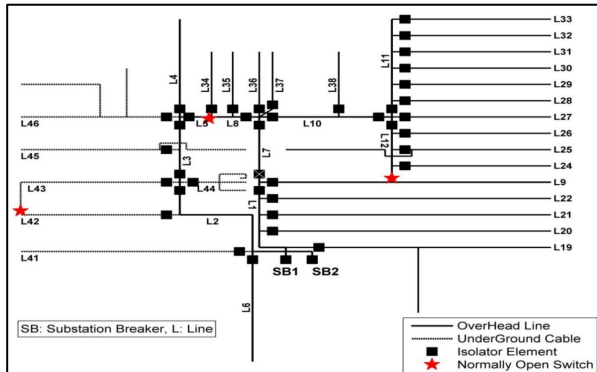 L33
L32
L31
L30
L29
L28
L27
L26
L25
L24
L9
L22
L21
L20
L19
L4
L34
L35
L36
L37
L38
L11
L46
L5
L8
L10
L12
L45
L3
L7
L43
L44
L42
L2
L1
L41
SB1
SB2
L6
SB: Substation Breaker, L: Line
OverHead Line
UnderGround Cable
Isolator Element
Normally Open Switch